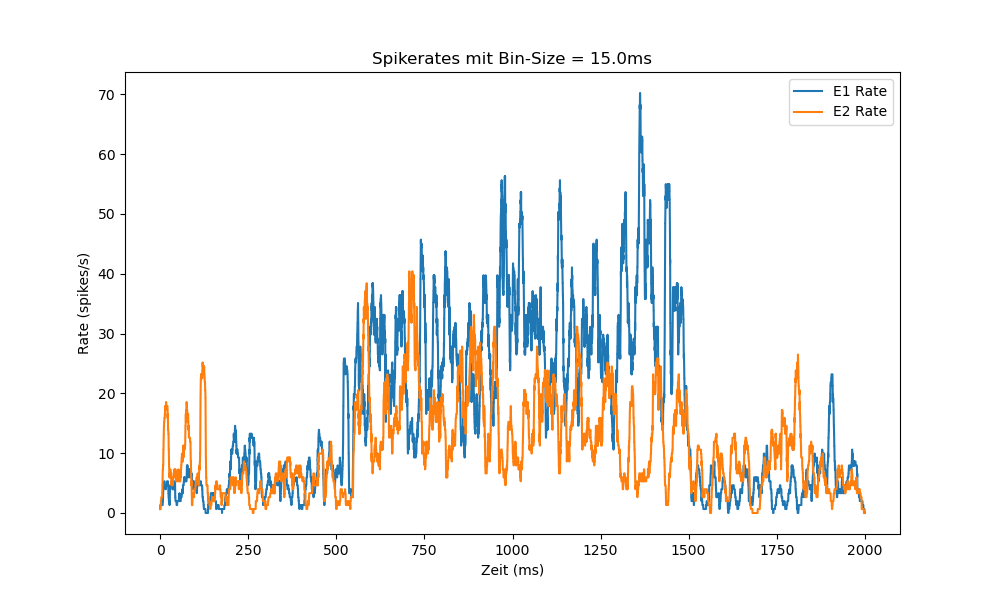 Spikerates mit Bin-Size = 15.0ms
E1 Rate
E2 Rate
70
60
50
40
30
20
10
0
Rate (spikes/s)
0 250 500 750 1000 1250 1500 1750 2000
Zeit (ms)